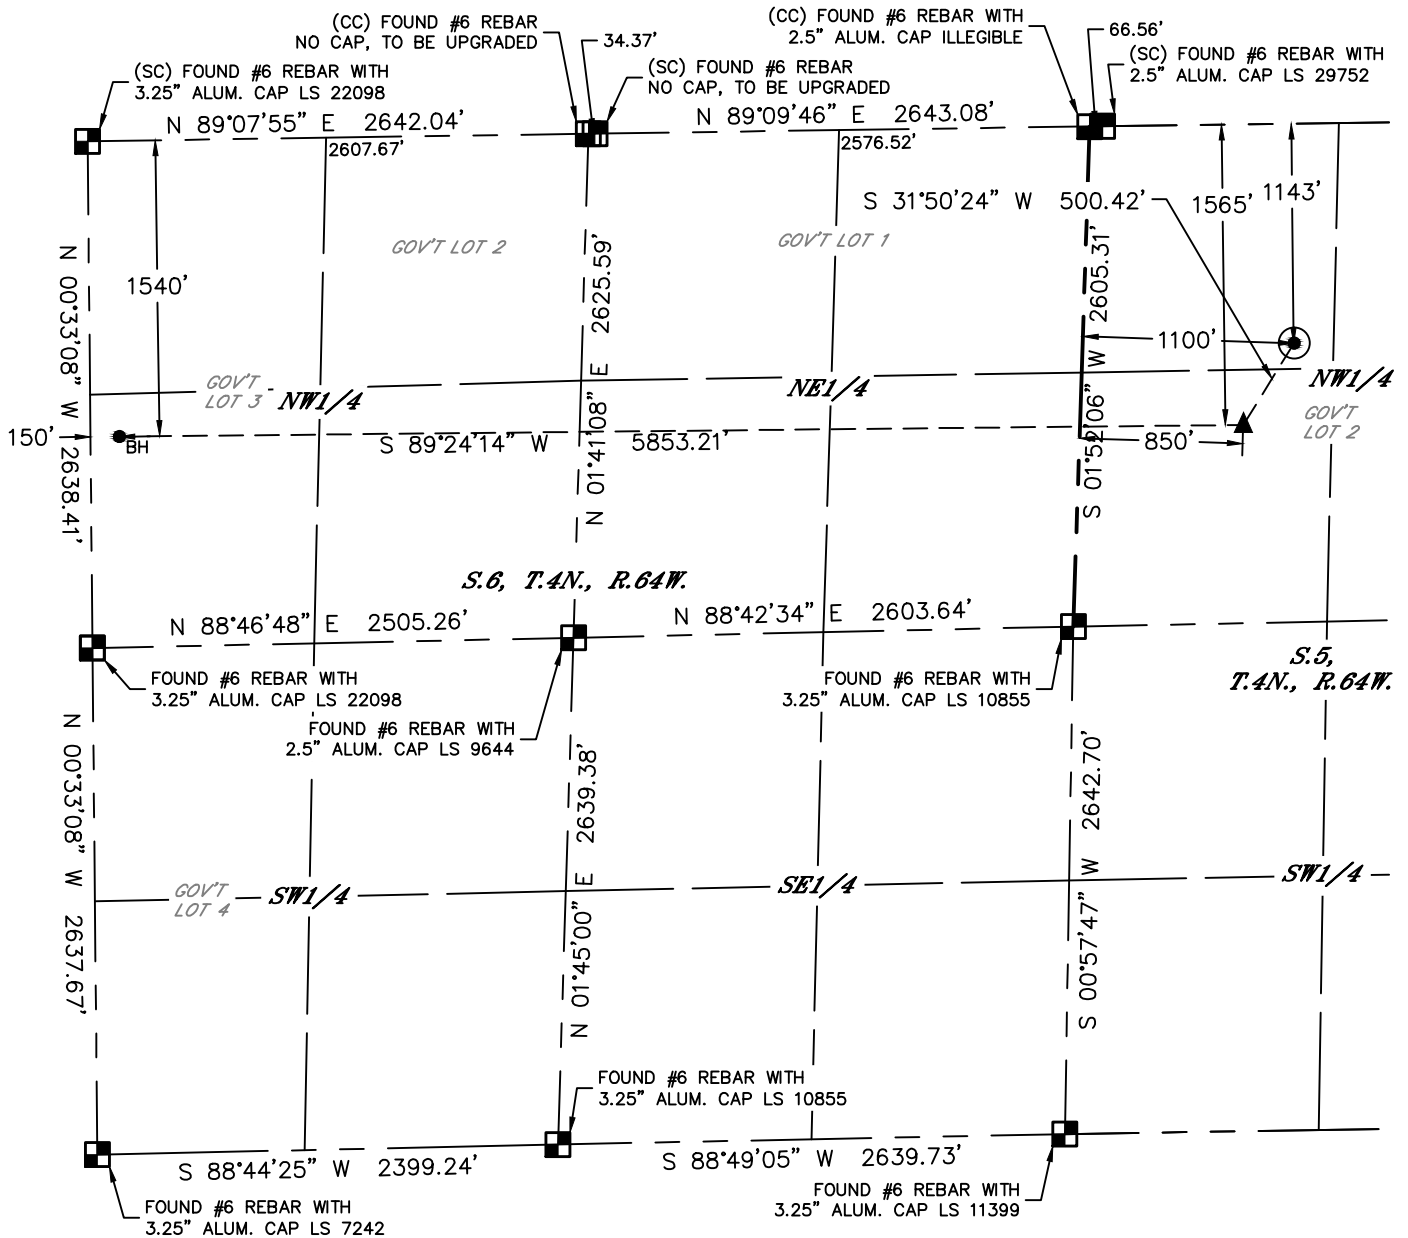 (CC) FOUND #6 REBAR
NO CAP, TO BE UPGRADED
34.37'
(CC) FOUND #6 REBAR WITH
2.5" ALUM. CAP ILLEGIBLE
66.56'
(SC) FOUND #6 REBAR WITH
3.25" ALUM. CAP LS 22098
(SC) FOUND #6 REBAR
NO CAP, TO BE UPGRADED
(SC) FOUND #6 REBAR WITH
2.5" ALUM. CAP LS 29752
N 89°07'55" E 2642.04'
2607.67'
N 89°09'46" E 2643.08'
2576.52'
S 31°50'24" W 500.42'
1565'
1143'
GOV'T LOT 2
GOV'T LOT 1
N 00°33'08" W 2638.41'
1540'
N 01°41'08" E 2625.59'
S 01°52'06" W 2605.31'
1100'
GOV'T
LOT 3
NW1/4
NE1/4
NW1/4
GOV'T
LOT 2
150'
BH
S 89°24'14" W 5853.21'
850'
S.6, T.4N., R.64W.
N 88°46'48" E 2505.26'
N 88°42'34" E 2603.64'
S.5,
T.4N., R.64W.
FOUND #6 REBAR WITH
3.25" ALUM. CAP LS 22098
FOUND #6 REBAR WITH
3.25" ALUM. CAP LS 10855
FOUND #6 REBAR WITH
2.5" ALUM. CAP LS 9644
N 00°33'08" W 2637.67'
N 01°45'00" E 2639.38'
S 00°57'47" W 2642.70'
GOV'T
LOT 4
SW1/4
SE1/4
SW1/4
FOUND #6 REBAR WITH
3.25" ALUM. CAP LS 10855
S 88°44'25" W 2399.24'
S 88°49'05" W 2639.73'
FOUND #6 REBAR WITH
3.25" ALUM. CAP LS 7242
FOUND #6 REBAR WITH
3.25" ALUM. CAP LS 11399